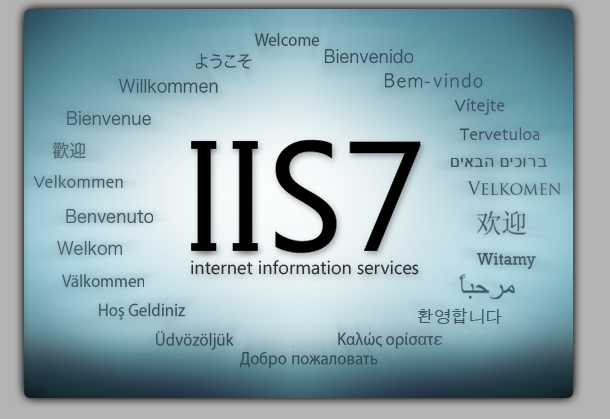 Welcome
ようこそ
Bienvenido
Willkommen
Bem-vindo
Vítejte
Bienvenue
Tervetuloa
歡迎
ברוכים הבאים
Velkommen
VELKOMEN
IIS7
internet information services
Benvenuto
欢迎
Welkom
Witamy
Välkommen
مرحباً
Hoş Geldiniz
환영합니다
Üdvözöljük
Καλώς ορίσατε
Добро пожаловать